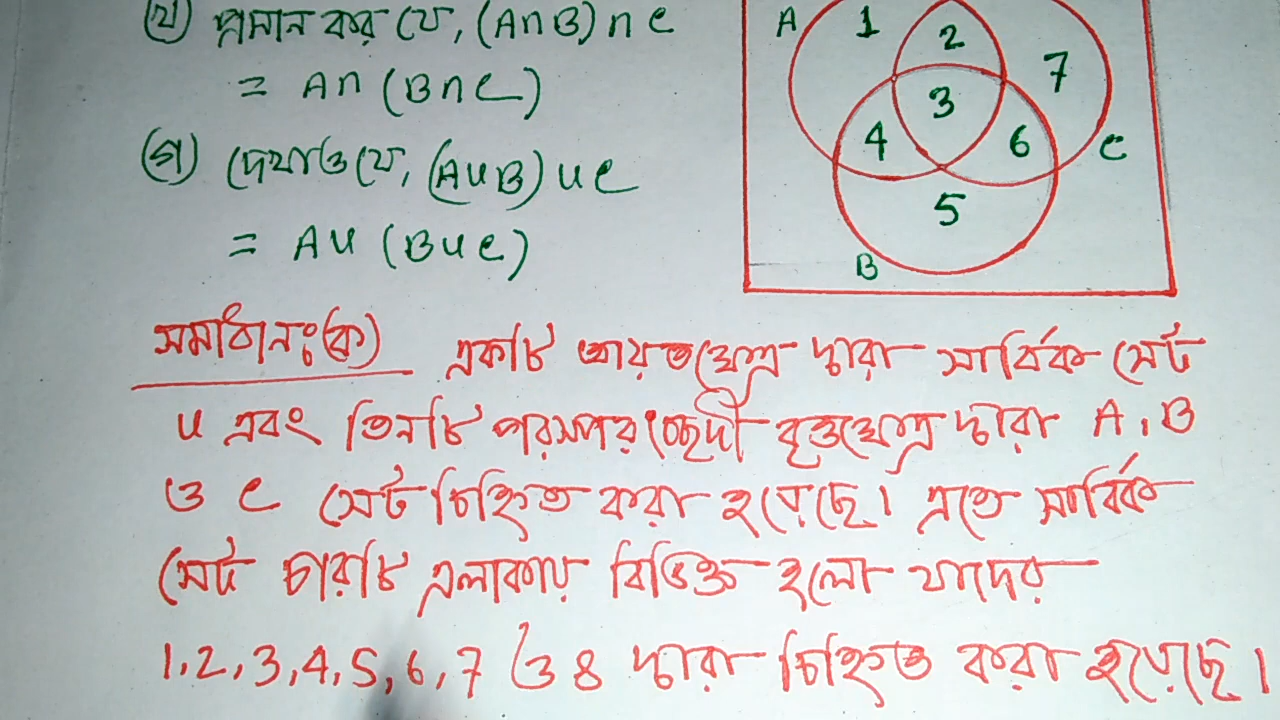 (খ) প্রমান কর যে, (A∩B)∩C
= A∩(B∩C)
(গ) দেখাও যে, (A∪B)∪C
= A∪(B∪C)
A 1 2 7
3
4 6 C
5
B
সমাধানঃ (ক) একটি আয়তক্ষেত্র দ্বারা সার্বিক সেট
U এবং তিনটি পরস্পরচ্ছেদী বৃত্তক্ষেত্র দ্বারা A, B
ও C সেট চিহ্নিত করা হয়েছে। এতে সার্বিক
সেট চারটি এলাকায় বিভিক্ত হলো যাদের
1, 2, 3, 4, 5, 6, 7 ও 8 দ্বারা চিহ্নিত করা হয়েছে।